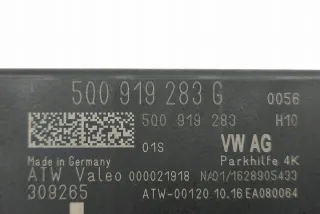 5Q0 919 283 G 0056
5Q0 919 283 H10
01S VW AG
Made in Germany Parkhilfe 4K
ATW Valeo 000021918 NA01/1628905433
309265 ATW-00120 10.16 EA080064